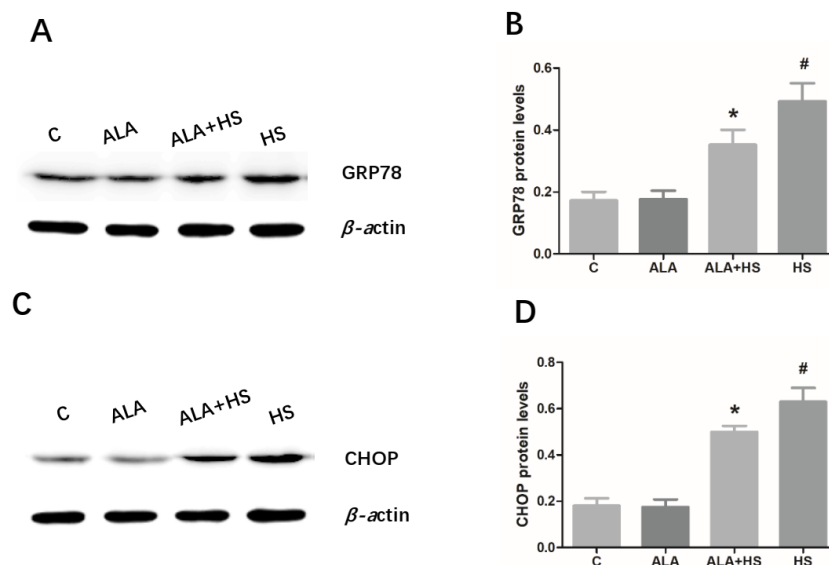 A
C ALA ALA+HS HS
GRP78
β-actin
B
GRP78 protein levels
0.6
0.4
0.2
0.0
*
#
C ALA ALA+HS HS
C
C ALA ALA+HS HS
CHOP
β-actin
D
CHOP protein levels
0.8
0.6
0.4
0.2
0.0
*
#
C ALA ALA+HS HS